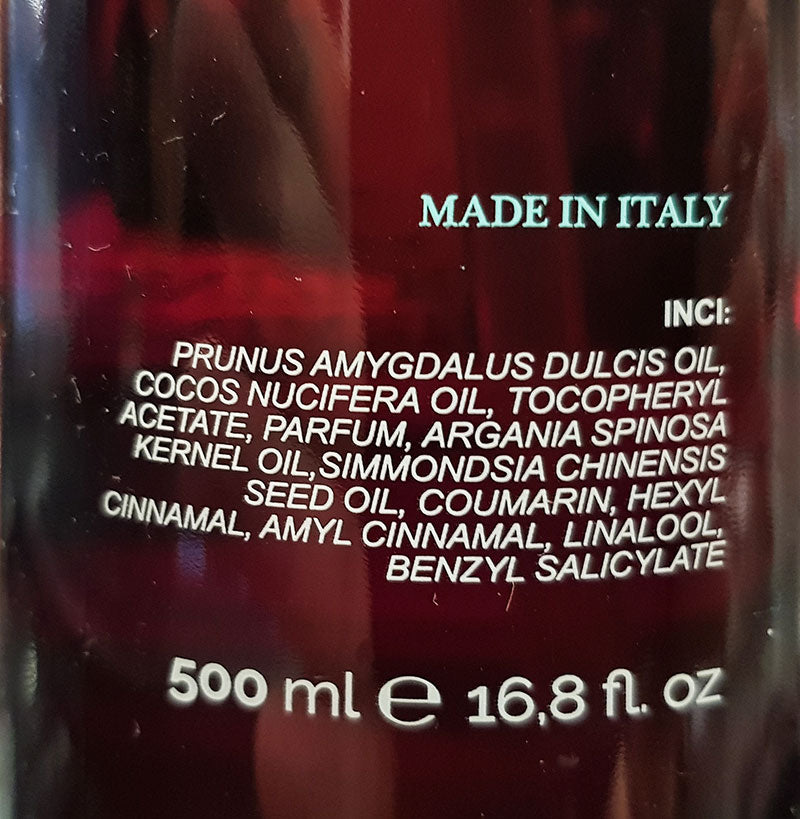 MADE IN ITALY
INCI:
PRUNUS AMYGDALUS DULCIS OIL,
COCOS NUCIFERA OIL, TOCOPHERYL
ACETATE, PARFUM, ARGANIA SPINOSA
KERNEL OIL,SIMMONDSIA CHINENSIS
SEED OIL, COUMARIN, HEXYL
CINNAMAL, AMYL CINNAMAL, LINALOOL,
BENZYL SALICYLATE
500 ml ℮ 16,8 fl. oz